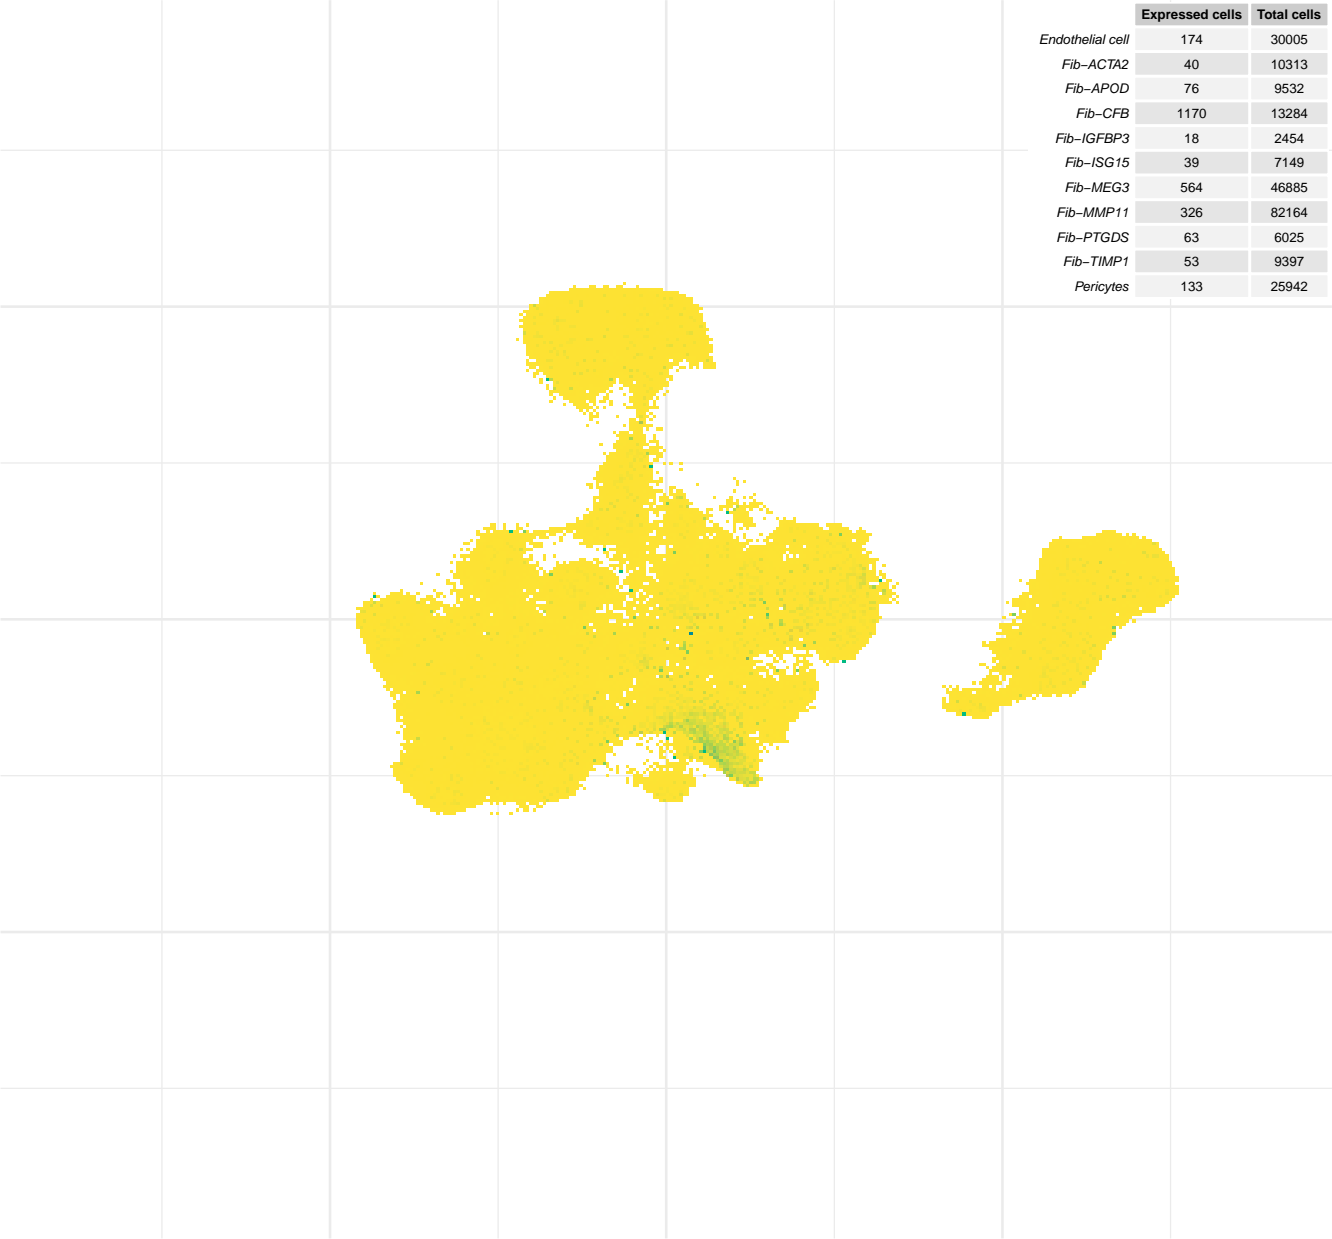 Expressed cells Total cells
Endothelial cell 174 30005
Fib−ACTA2 40 10313
Fib−APOD 76 9532
Fib−CFB 1170 13284
Fib−IGFBP3 18 2454
Fib−ISG15 39 7149
Fib−MEG3 564 46885
Fib−MMP11 326 82164
Fib−PTGDS 63 6025
Fib−TIMP1 53 9397
Pericytes 133 25942